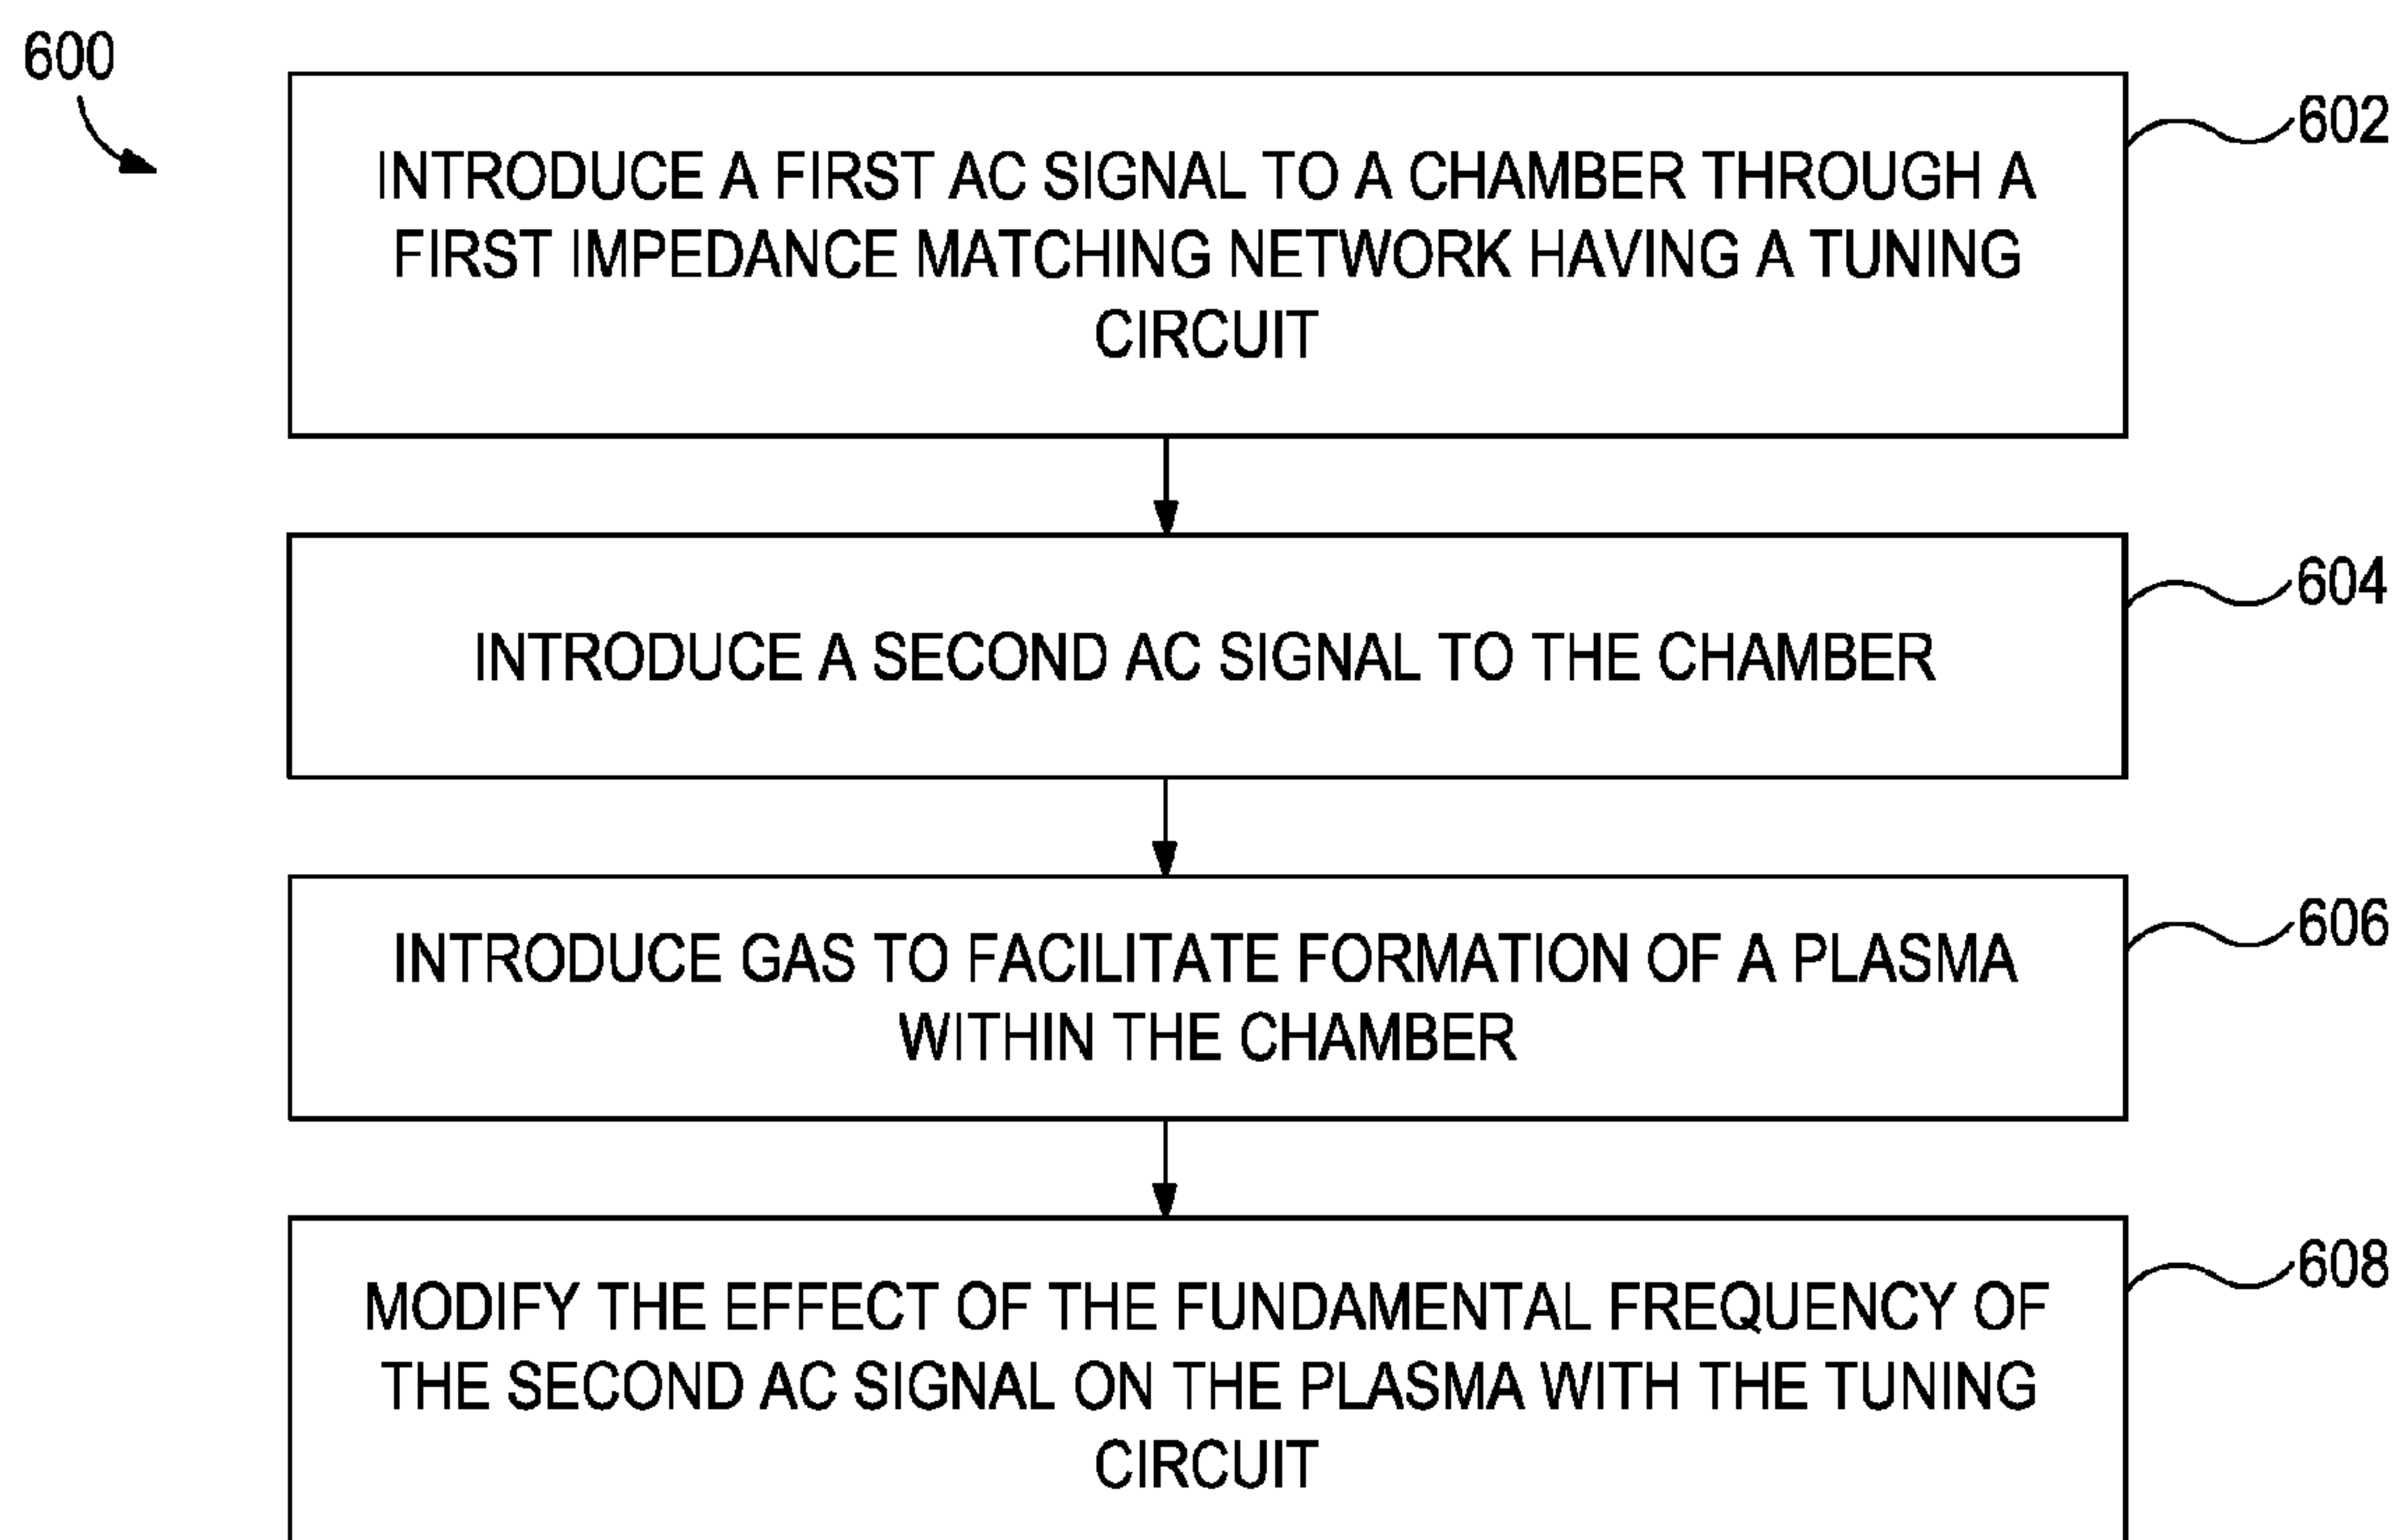 600
INTRODUCE A FIRST AC SIGNAL TO A CHAMBER THROUGH A
FIRST IMPEDANCE MATCHING NETWORK HAVING A TUNING
CIRCUIT
602
INTRODUCE A SECOND AC SIGNAL TO THE CHAMBER
604
INTRODUCE GAS TO FACILITATE FORMATION OF A PLASMA
WITHIN THE CHAMBER
606
MODIFY THE EFFECT OF THE FUNDAMENTAL FREQUENCY OF
THE SECOND AC SIGNAL ON THE PLASMA WITH THE TUNING
CIRCUIT
608